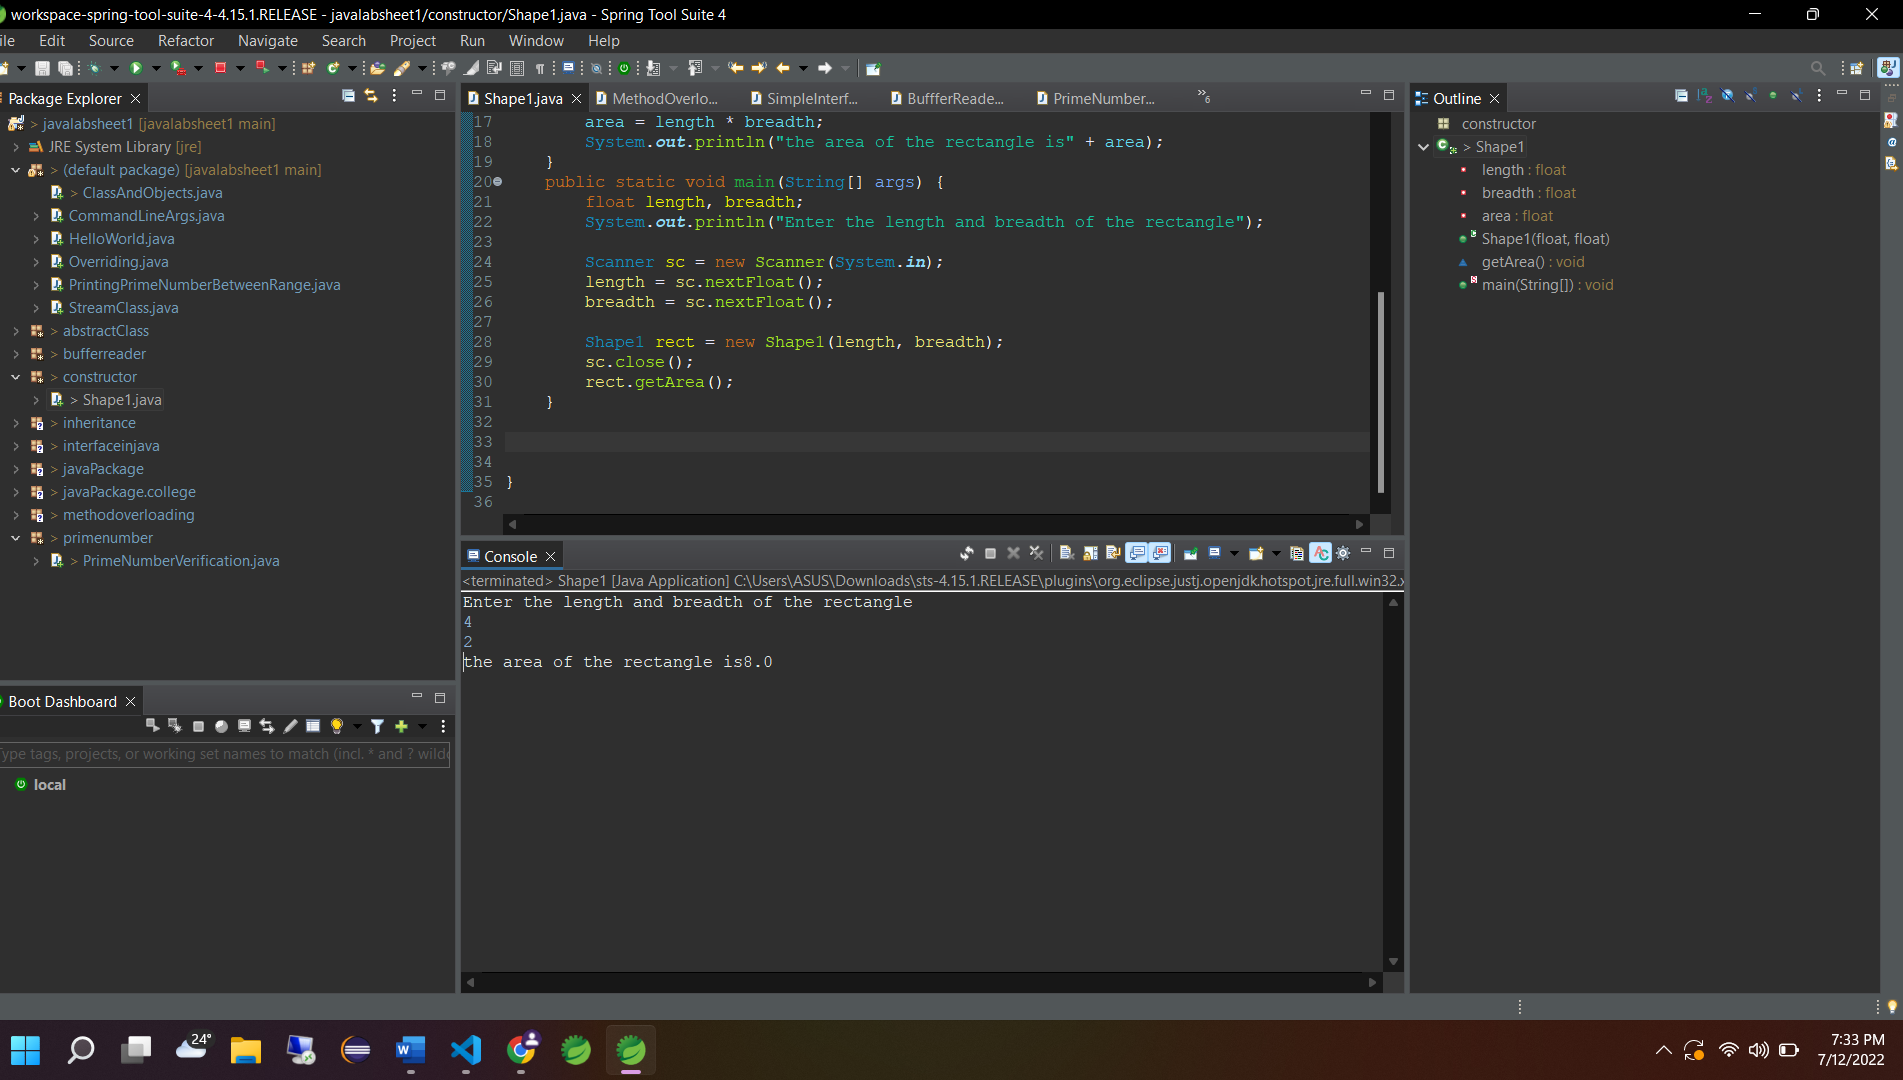 workspace-spring-tool-suite-4-4.15.1.RELEASE - javalabsheet1/constructor/Shape1.java - Spring Tool Suite 4
ile Edit Source Refactor Navigate Search Project Run Window Help
Package Explorer
> javalabsheet1 [javalabsheet1 main]
JRE System Library [jre]
> (default package) [javalabsheet1 main]
> ClassAndObjects.java
CommandLineArgs.java
HelloWorld.java
Overriding.java
PrintingPrimeNumberBetweenRange.java
StreamClass.java
> abstractClass
> bufferreader
> constructor
> Shape1.java
> inheritance
> interfaceinjava
> javaPackage
> javaPackage.college
> methodoverloading
> primenumber
> PrimeNumberVerification.java
Boot Dashboard
ype tags, projects, or working set names to match (incl. * and ? wild
local
Shape1.java MethodOverlo... SimpleInterf... BuffferReade... PrimeNumber... »6
17 area = length * breadth;
18 System.out.println("the area of the rectangle is" + area);
19 }
20 public static void main(String[] args) {
21 float length, breadth;
22 System.out.println("Enter the length and breadth of the rectangle");
23
24 Scanner sc = new Scanner(System.in);
25 length = sc.nextFloat();
26 breadth = sc.nextFloat();
27
28 Shape1 rect = new Shape1(length, breadth);
29 sc.close();
30 rect.getArea();
31 }
32
33
34
35 }
36
Console
<terminated> Shape1 [Java Application] C:\Users\ASUS\Downloads\sts-4.15.1.RELEASE\plugins\org.eclipse.justj.openjdk.hotspot.jre.full.win32.x
Enter the length and breadth of the rectangle
4
2
the area of the rectangle is8.0
Outline
constructor
> Shape1
length : float
breadth : float
area : float
Shape1(float, float)
getArea() : void
main(String[]) : void
24°
7:33 PM
7/12/2022